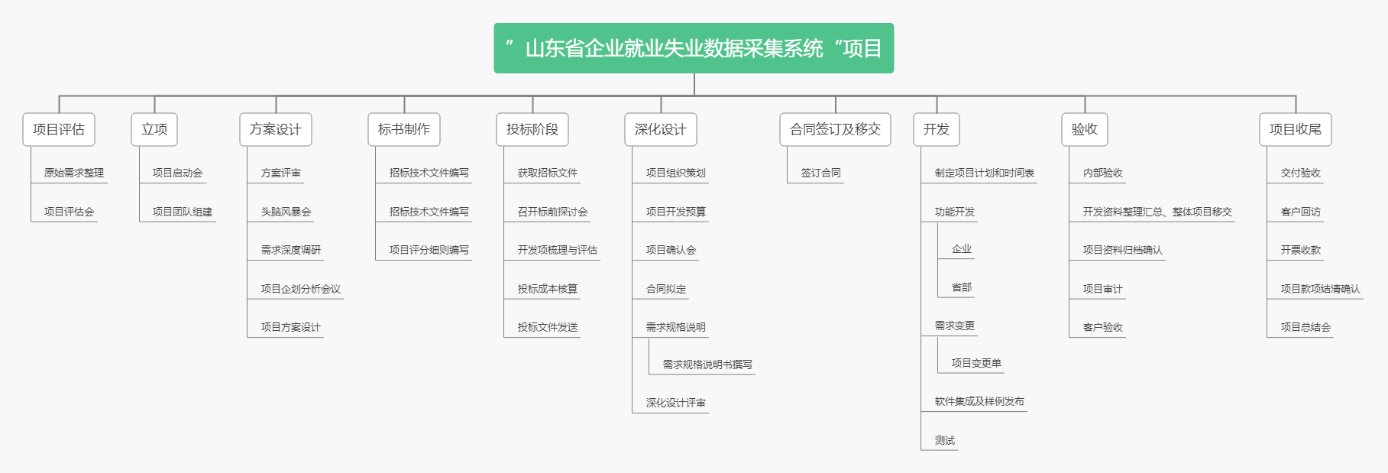 ”山东省企业就业失业数据采集系统“项目
项目评估
原始需求整理
项目评估会
立项
项目启动会
项目团队组建
方案设计
方案评审
头脑风暴会
需求深度调研
项目企划分析会议
项目方案设计
标书制作
招标技术文件编写
招标技术文件编写
项目评分细则编写
投标阶段
获取招标文件
召开标前探讨会
开发项梳理与评估
投标成本核算
投标文件发送
深化设计
项目组织策划
项目开发预算
项目确认会
合同拟定
需求规格说明
需求规格说明书撰写
深化设计评审
合同签订及移交
签订合同
开发
制定项目计划和时间表
功能开发
企业
省部
需求变更
项目变更单
软件集成及样例发布
测试
验收
内部验收
开发资料整理汇总、整体项目移交
项目资料归档确认
项目审计
客户验收
项目收尾
交付验收
客户回访
开票收款
项目款项结清确认
项目总结会